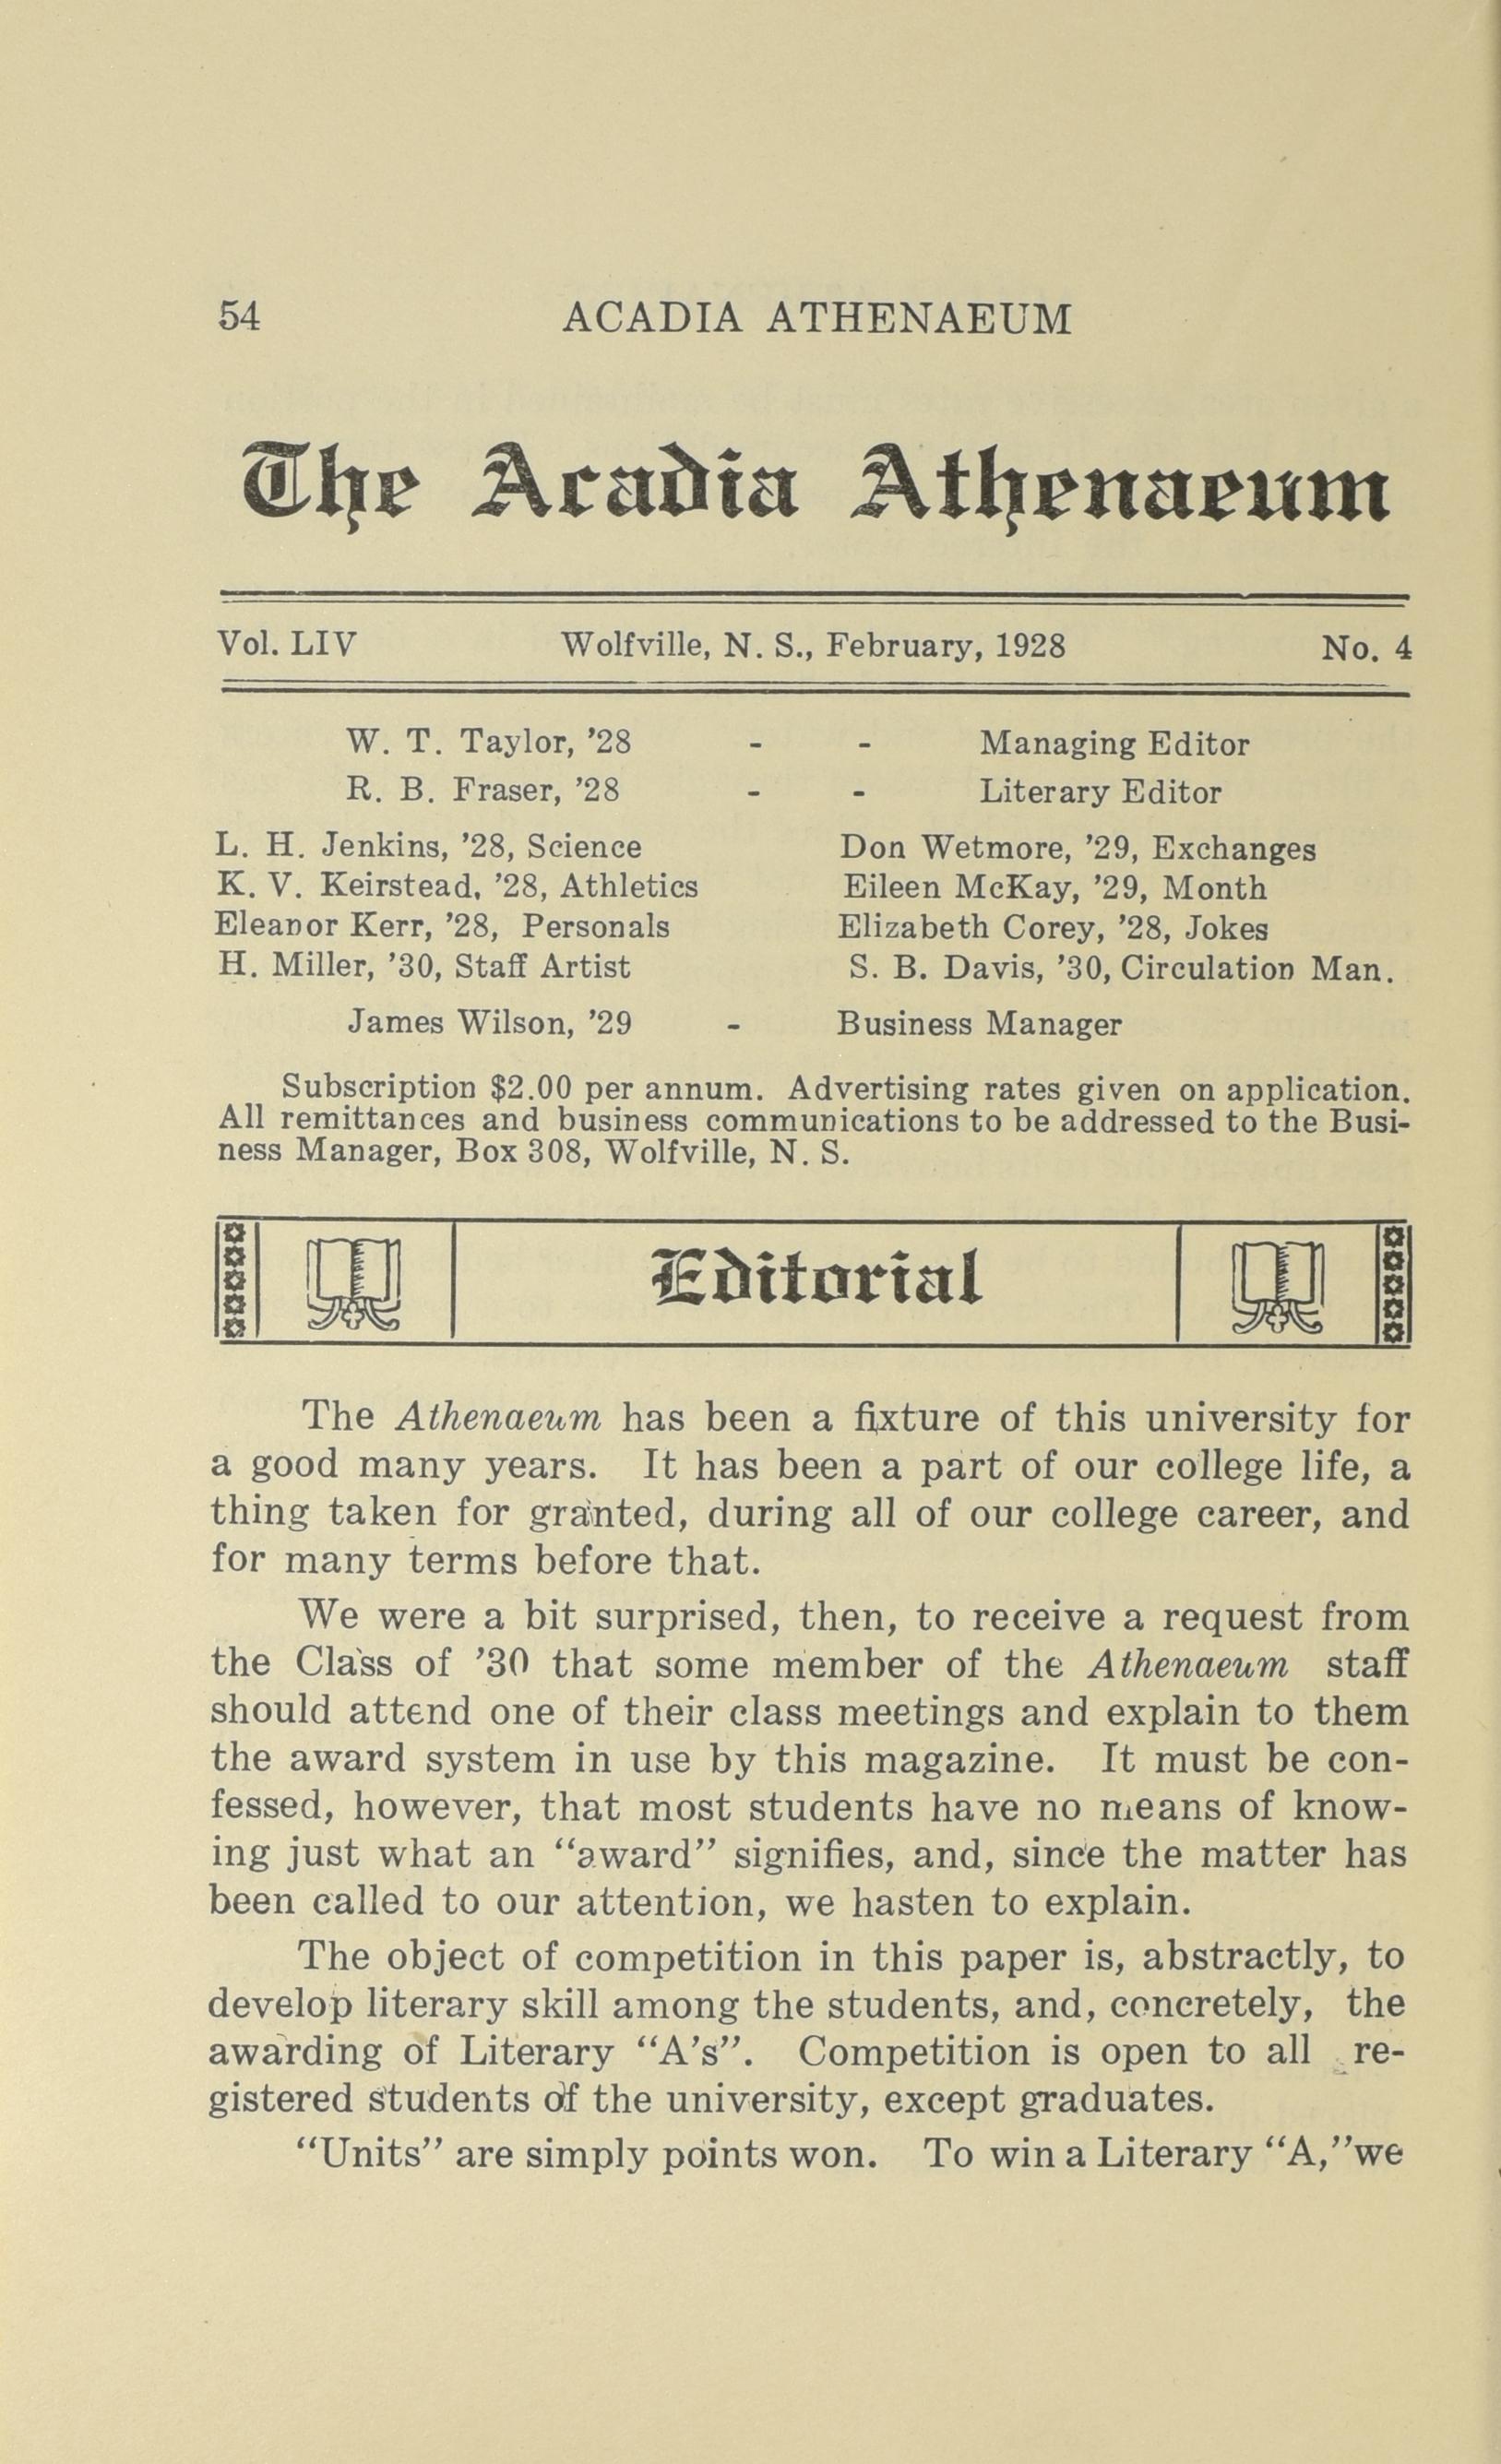 54 ACADIA ATHENAEUM
The Acadia Athenaeum
Vol. LIV Wolfville, N. S., February, 1928 No. 4
W. T. Taylor, ’28 - - Managing Editor
R. B. Fraser, ’28 - - Literary Editor
L. H. Jenkins, ’28, Science Don Wetmore, ’29, Exchanges
K. V. Keirstead, ’28, Athletics Eileen McKay, ’29, Month
Eleanor Kerr, ’28, Personals Elizabeth Corey, ’28, Jokes
H. Miller, ’30, Staff Artist S. B. Davis, ’30, Circulation Man.
James Wilson, ’29 - Business Manager
Subscription $2.00 per annum. Advertising rates given on application.
All remittances and business communications to be addressed to the Busi-
ness Manager, Box 308, Wolfville, N. S.
Editorial
The Athenaeum has been a fixture of this university for
a good many years. It has been a part of our college life, a
thing taken for granted, during all of our college career, and
for many terms before that.
We were a bit surprised, then, to receive a request from
the Class of ’30 that some member of the Athenaeum staff
should attend one of their class meetings and explain to them
the award system in use by this magazine. It must be con-
fessed, however, that most students have no means of know-
ing just what an “award” signifies, and, since the matter has
been called to our attention, we hasten to explain.
The object of competition in this paper is, abstractly, to
develop literary skill among the students, and, concretely, the
awarding of Literary “A’s”. Competition is open to all re-
gistered students of the university, except graduates.
“Units” are simply points won. To win a Literary “A,”we